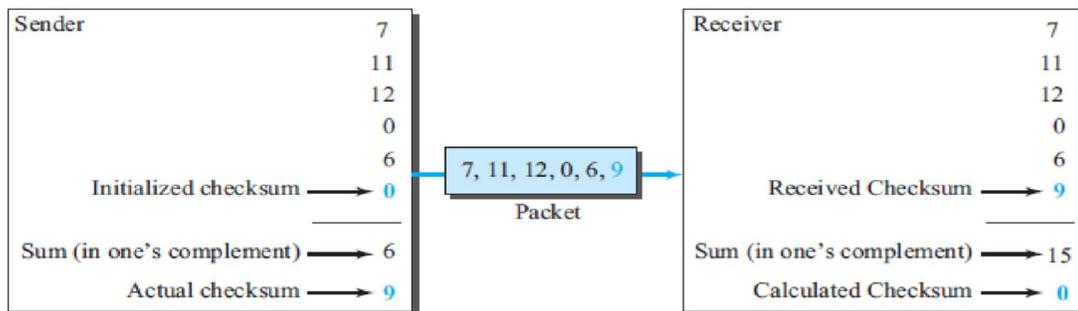 Sender
7
11
12
0
6
Initialized checksum 0
Sum (in one's complement) 6
Actual checksum 9
7, 11, 12, 0, 6, 9
Packet
Receiver
7
11
12
0
6
Received Checksum 9
Sum (in one's complement) 15
Calculated Checksum 0